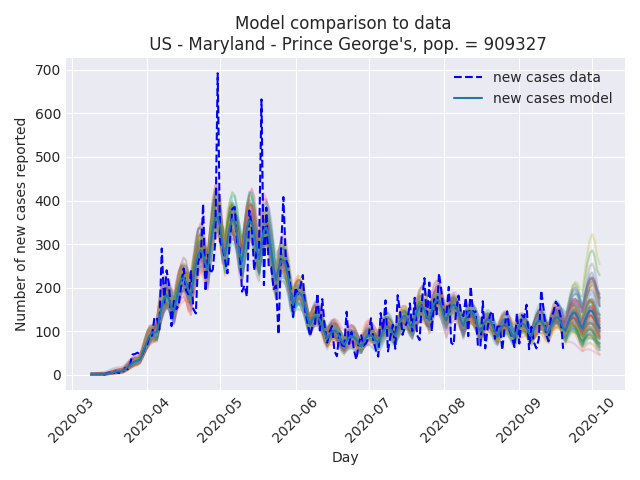 Model comparison to data
US - Maryland - Prince George's, pop. = 909327
new cases data
new cases model
Number of new cases reported
700
600
500
400
300
200
100
0
2020-03
2020-04
2020-05
2020-06
2020-07
2020-08
2020-09
2020-10
Day